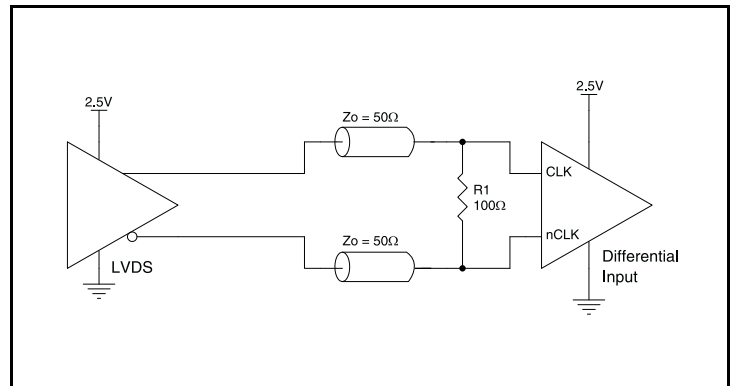 2.5V
2.5V
Zo = 50Ω
CLK
R1
100Ω
Zo = 50Ω
nCLK
LVDS
Differential
Input